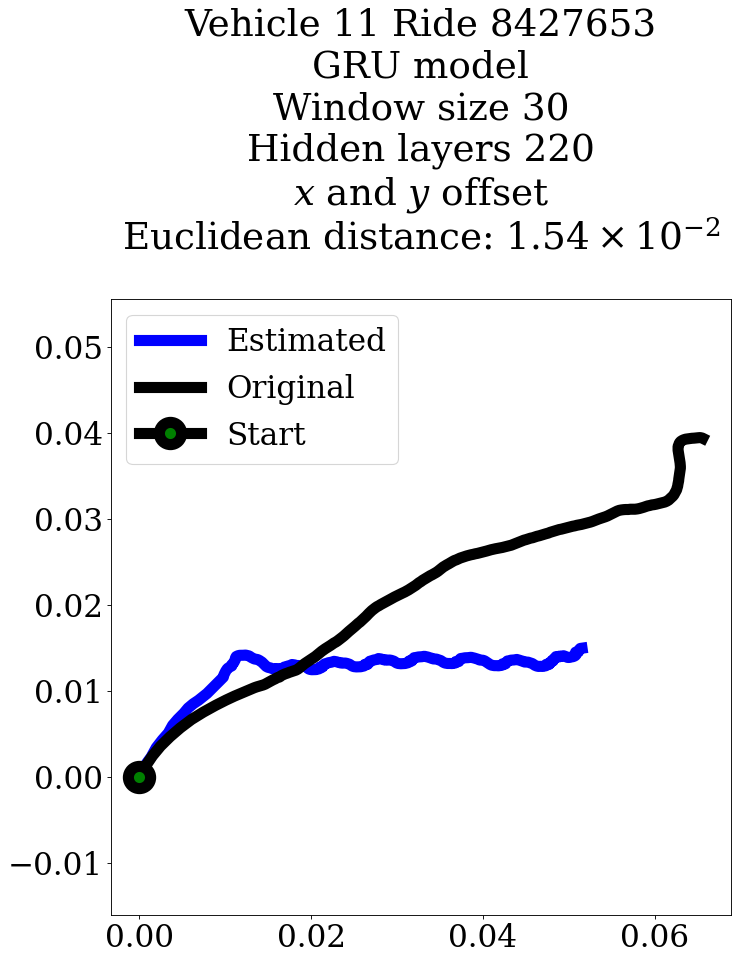 Vehicle 11 Ride 8427653
GRU model
Window size 30
Hidden layers 220
x and y offset
Euclidean distance: 1.54 × 10⁻²
Estimated
Original
Start
0.05
0.04
0.03
0.02
0.01
0.00
−0.01
0.00 0.02 0.04 0.06